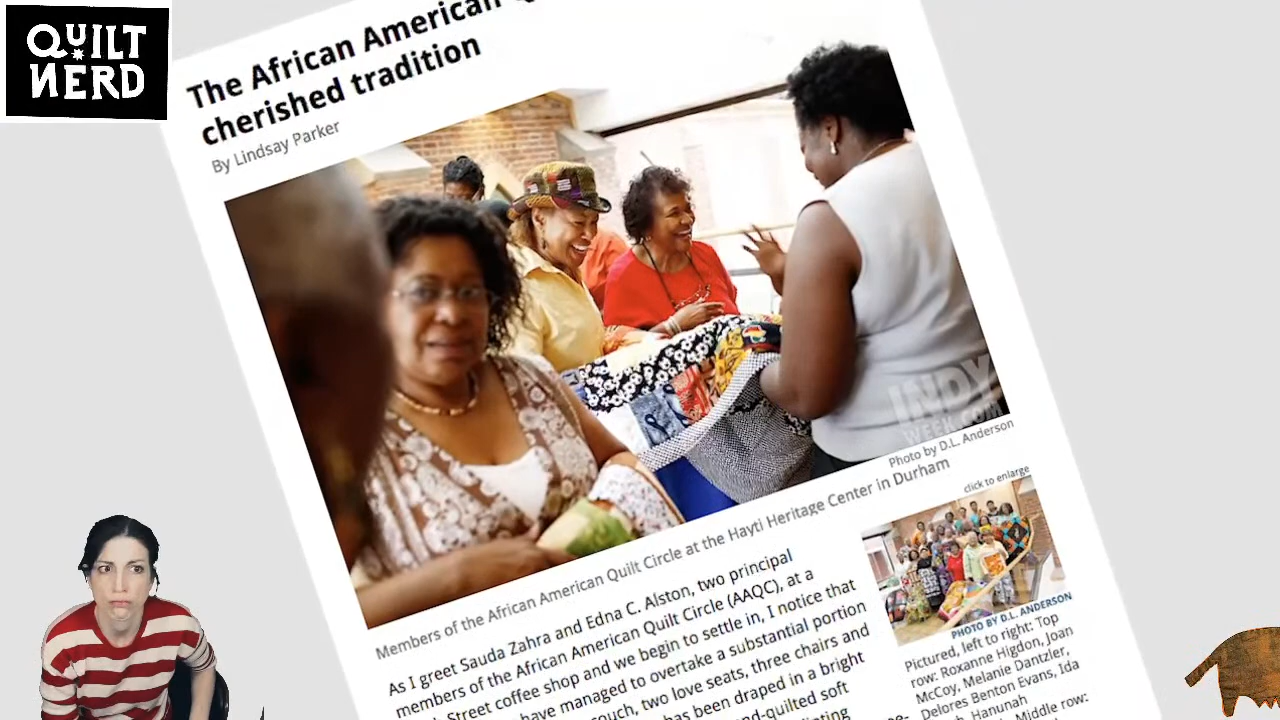 QUILT
NERD
The African American
cherished tradition
By Lindsay Parker
INDY
WEEK.COM
Photo by D.L. Anderson
Members of the African American Quilt Circle at the Hayti Heritage Center in Durham
click to enlarge
PHOTO BY D.L. ANDERSON
Pictured, left to right: Top
row: Roxanne Higdon, Joan
McCoy, Melanie Dantzler,
Delores Benton Evans, Ida
Hanunah
Middle row:
As I greet Sauda Zahra and Edna C. Alston, two principal
members of the African American Quilt Circle (AAQC), at a
Street coffee shop and we begin to settle in, I notice that
have managed to overtake a substantial portion
couch, two love seats, three chairs and
has been draped in a bright
soft